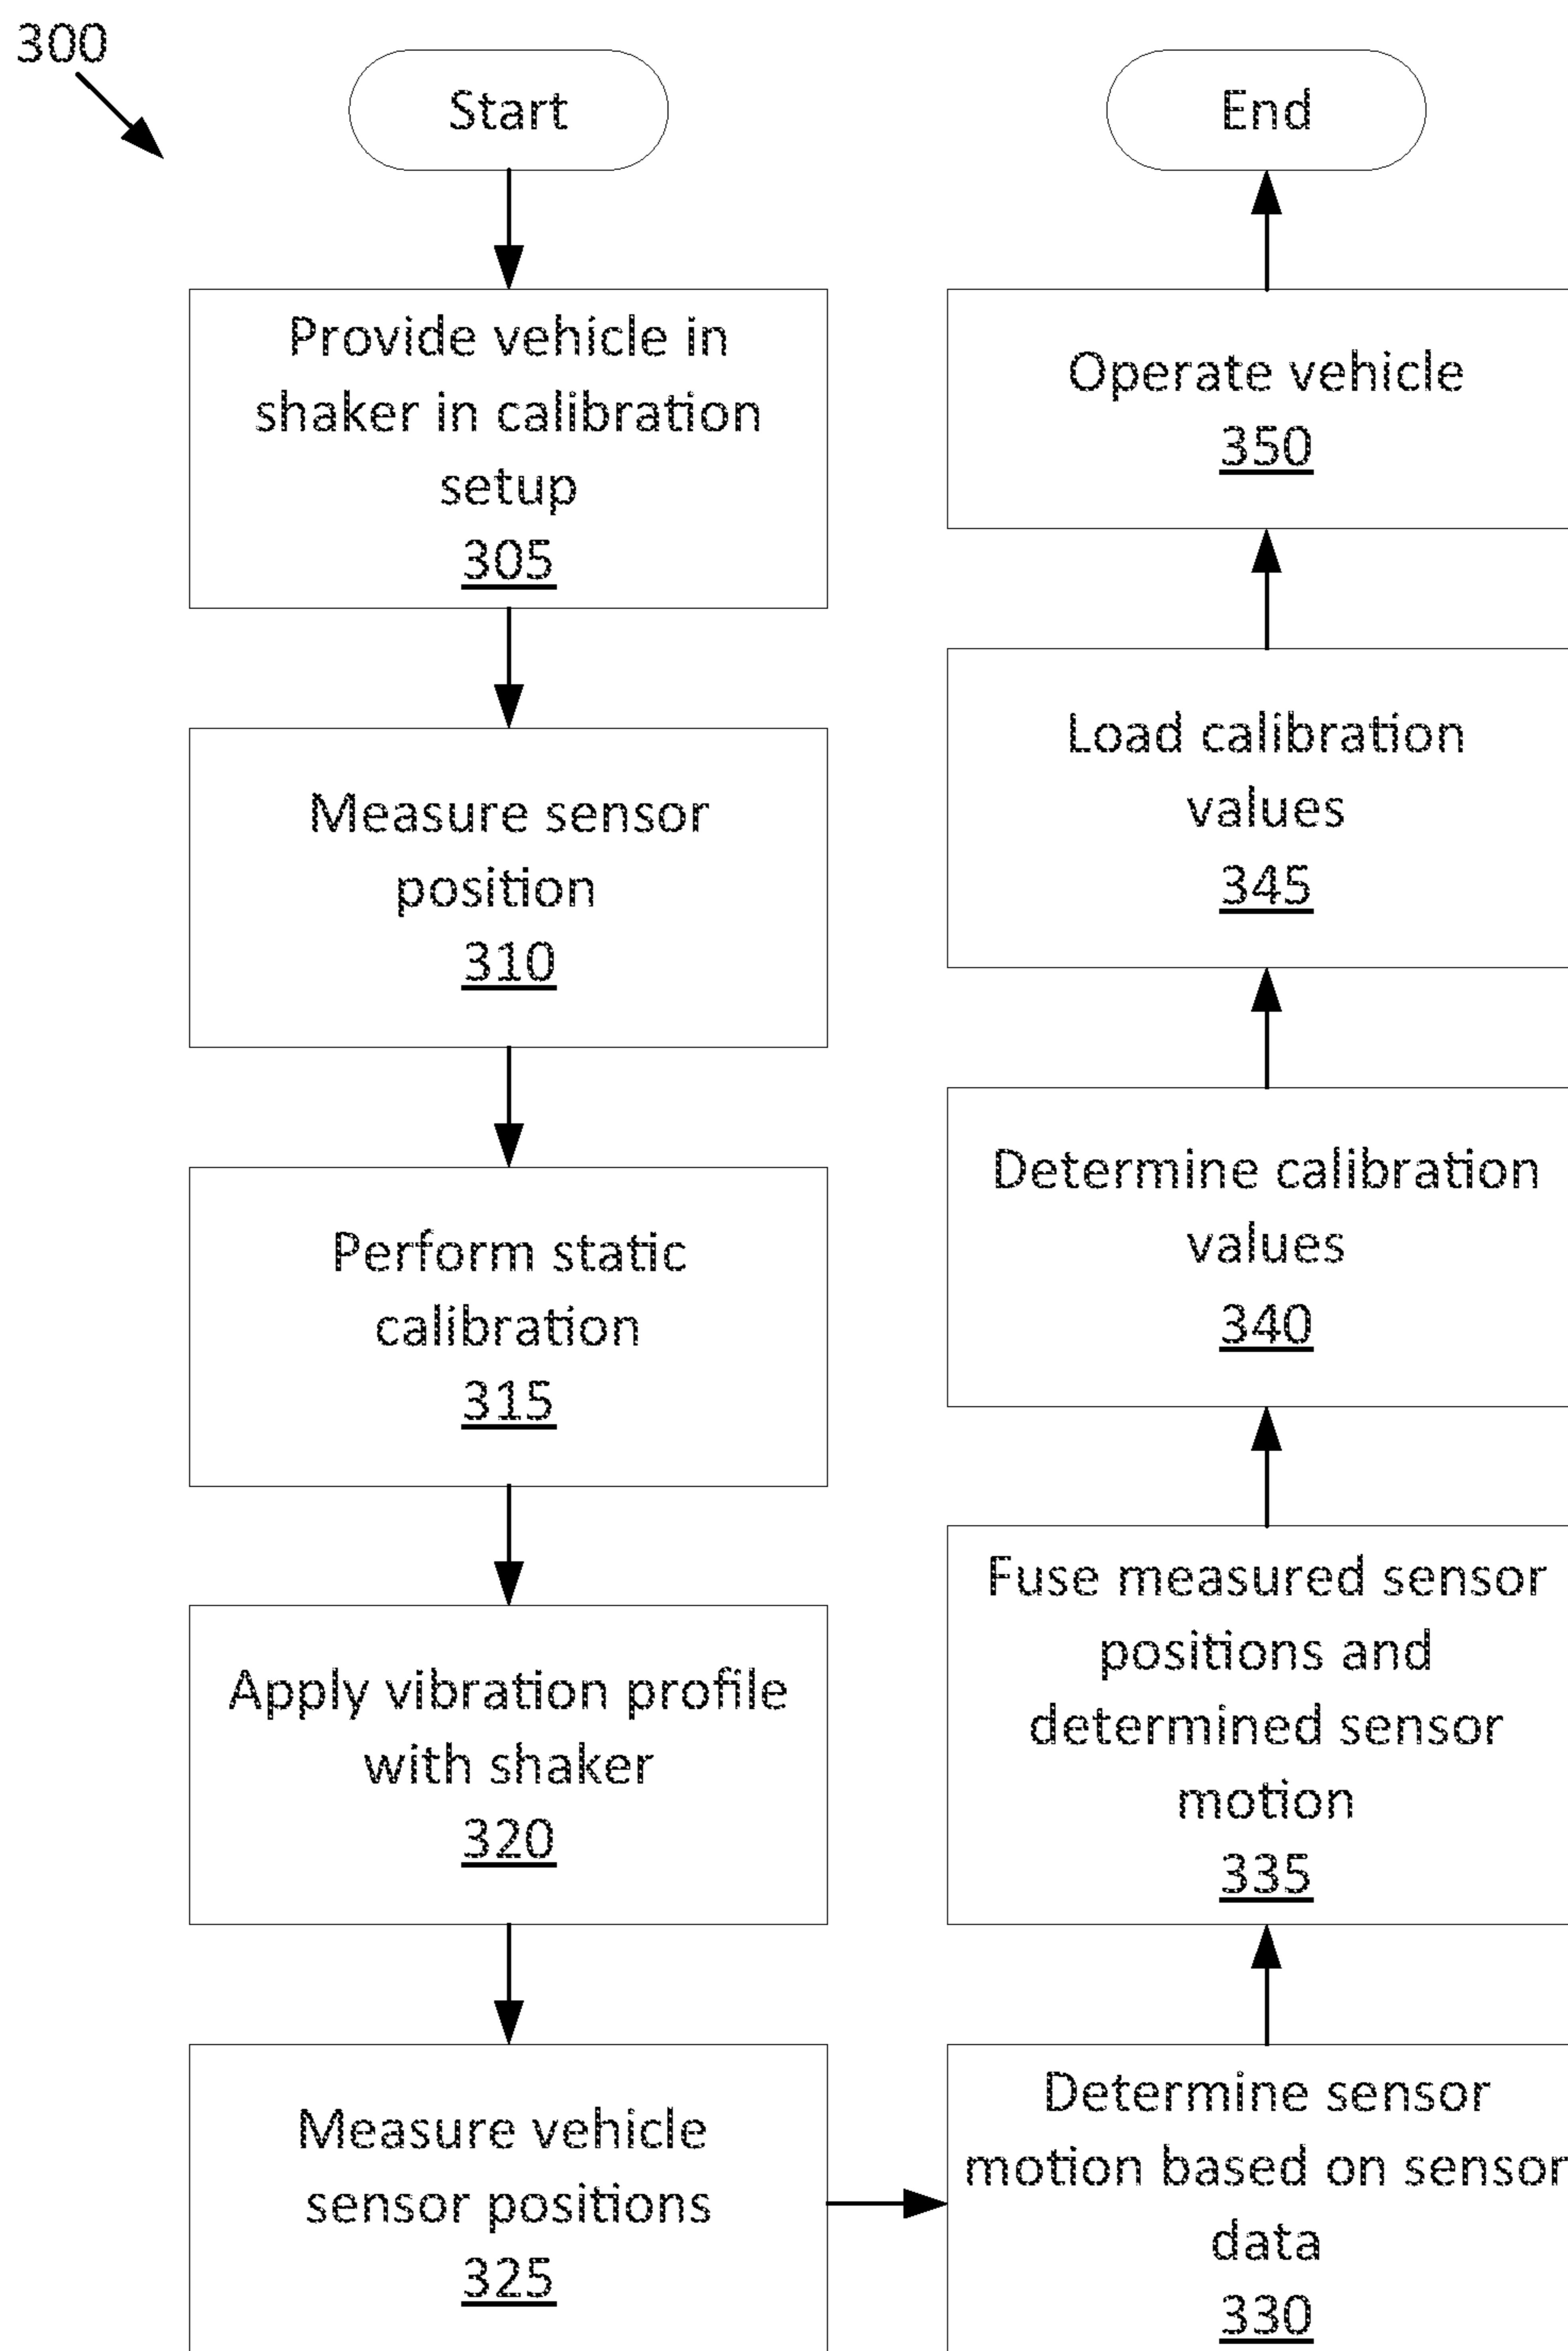 300
Start
Provide vehicle in
shaker in calibration
setup
305
Measure sensor
position
310
Perform static
calibration
315
Apply vibration profile
with shaker
320
Measure vehicle
sensor positions
325
Determine sensor
motion based on sensor
data
330
Fuse measured sensor
positions and
determined sensor
motion
335
Determine calibration
values
340
Load calibration
values
345
Operate vehicle
350
End